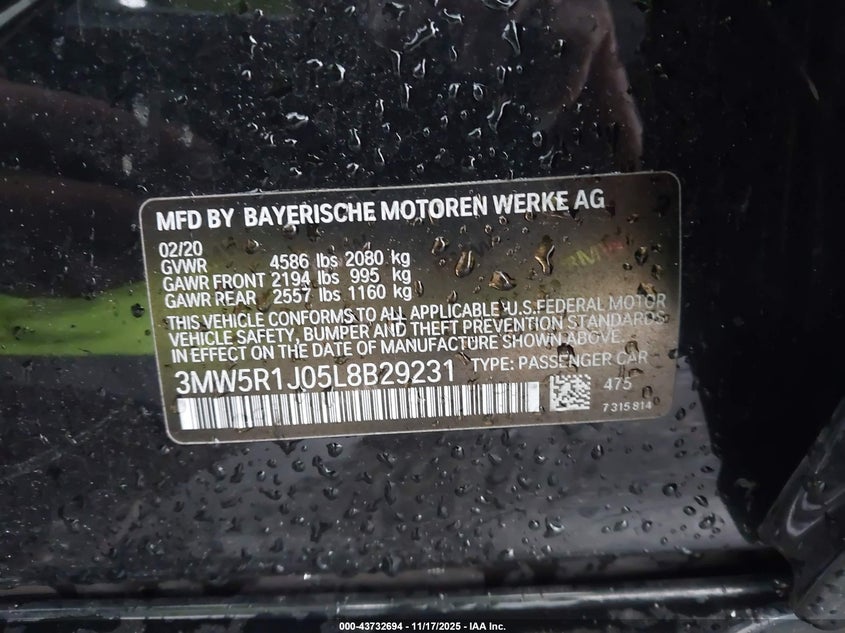 MFD BY BAYERISCHE MOTOREN WERKE AG
02/20
GVWR 4586 lbs 2080 kg
GAWR FRONT 2194 lbs 995 kg
GAWR REAR 2557 lbs 1160 kg
THIS VEHICLE CONFORMS TO ALL APPLICABLE U.S.FEDERAL MOTOR
VEHICLE SAFETY, BUMPER AND THEFT PREVENTION STANDARDS
IN EFFECT ON THE DATE OF MANUFACTURE SHOWN ABOVE.
3MW5R1J05L8B29231 TYPE: PASSENGER CAR
475
7315814
000-43732694 - 11/17/2025 - IAA Inc.